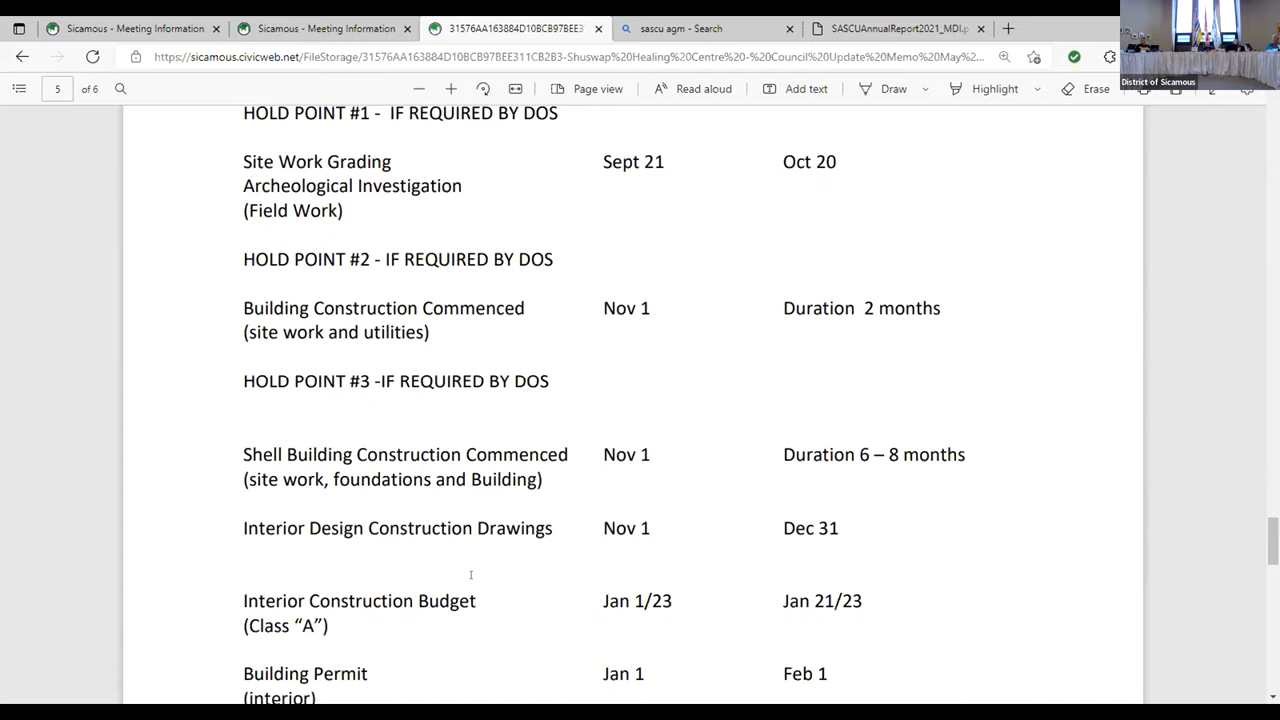 Sicamous - Meeting Information
Sicamous - Meeting Information
31576AA163884D10BCB97BEE3
sascu agm - Search
SASCUAnnualReport2021_MDI.p
https://sicamous.civicweb.net/FileStorage/31576AA163884D10BCB97BEE311CB2B3-Shuswap%20Healing%20Centre%20-%20Council%20Update%20Memo%20May%2...
District of Sicamous
5 of 6
Page view
Read aloud
Add text
Draw
Highlight
Erase
HOLD POINT #1 - IF REQUIRED BY DOS
Site Work Grading Sept 21 Oct 20
Archeological Investigation
(Field Work)
HOLD POINT #2 - IF REQUIRED BY DOS
Building Construction Commenced Nov 1 Duration 2 months
(site work and utilities)
HOLD POINT #3 -IF REQUIRED BY DOS
Shell Building Construction Commenced Nov 1 Duration 6 – 8 months
(site work, foundations and Building)
Interior Design Construction Drawings Nov 1 Dec 31
Interior Construction Budget Jan 1/23 Jan 21/23
(Class “A”)
Building Permit Jan 1 Feb 1
(interior)